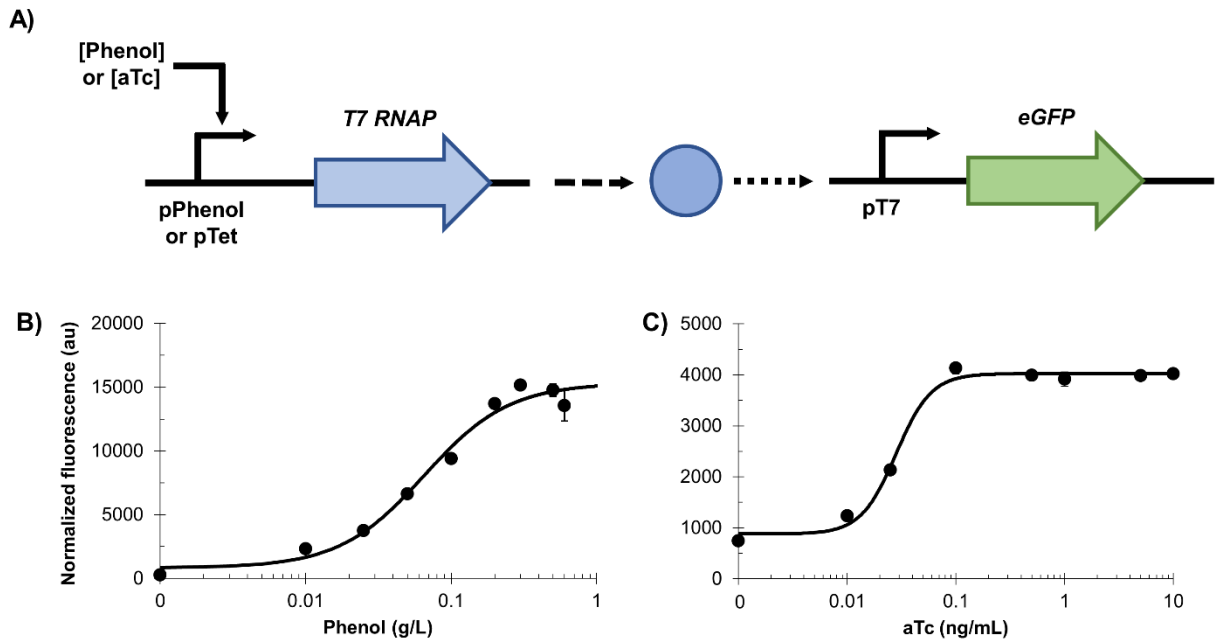 A)
[Phenol]
or [aTc]
T7 RNAP
eGFP
pPhenol
or pTet
pT7
B)
Normalized fluorescence (au)
20000
15000
10000
5000
0
0 0.01 0.1 1
Phenol (g/L)
C)
5000
4000
3000
2000
1000
0
0 0.01 0.1 1 10
aTc (ng/mL)